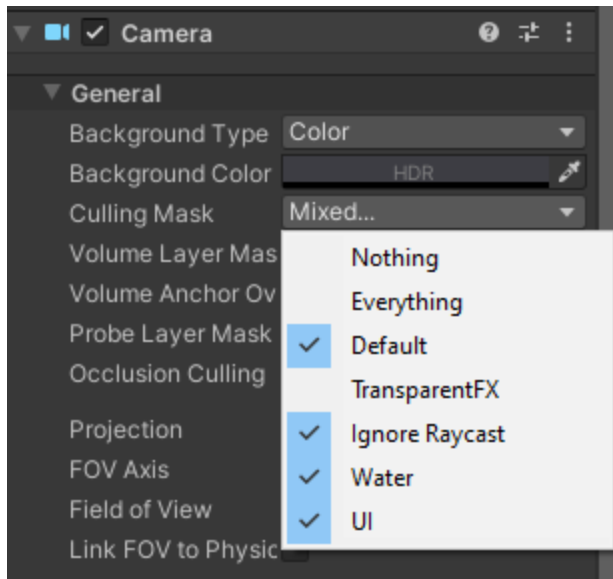 Camera
General
Background Type Color
Background Color HDR
Culling Mask Mixed...
Volume Layer Mas
Nothing
Volume Anchor Ov
Everything
Probe Layer Mask
Default
Occlusion Culling
TransparentFX
Projection
Ignore Raycast
FOV Axis
Water
Field of View
UI
Link FOV to Physic